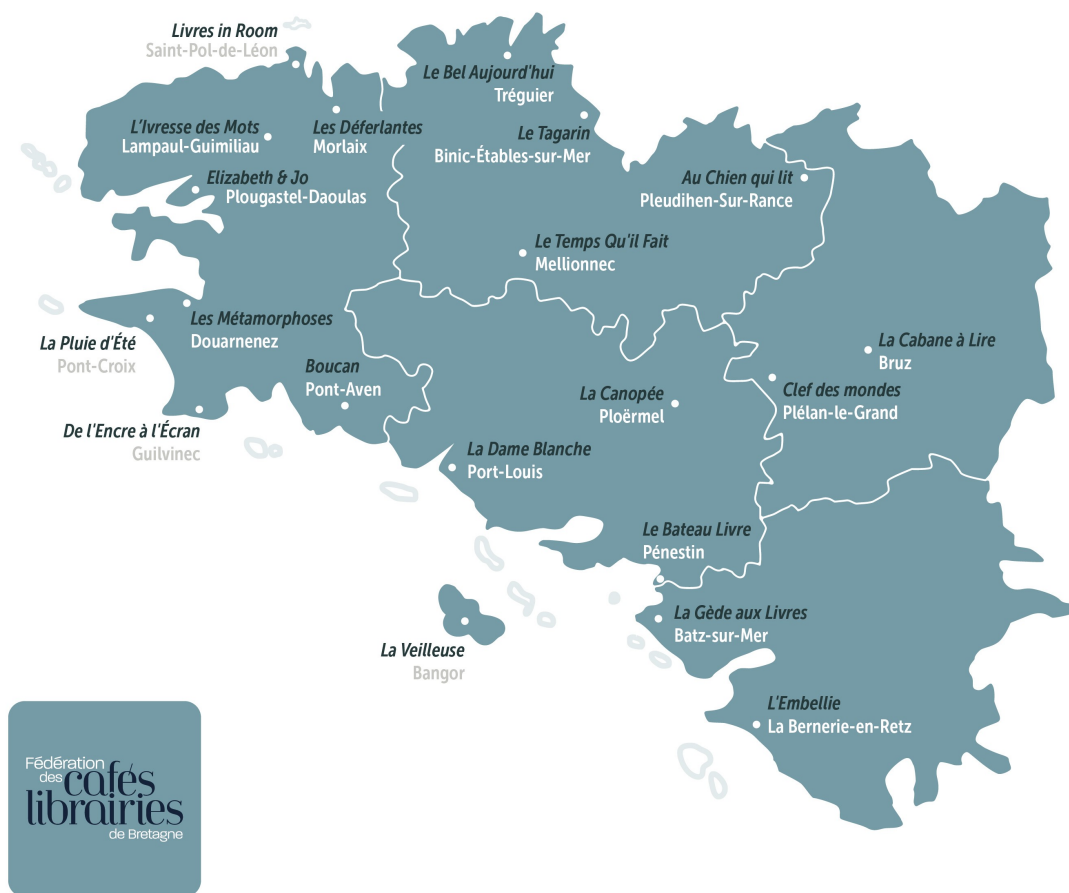 Livres in Room
Saint-Pol-de-Léon
Le Bel Aujourd'hui
Tréguier
L'Ivresse des Mots
Lampaul-Guimiliau
Les Déferlantes
Morlaix
Le Tagarin
Binic-Étables-sur-Mer
Elizabeth & Jo
Plougastel-Daoulas
Au Chien qui lit
Pleudihen-Sur-Rance
Le Temps Qu'il Fait
Mellionnec
Les Métamorphoses
Douarnenez
La Pluie d'Été
Pont-Croix
Boucan
Pont-Aven
La Cabane à Lire
Bruz
La Canopée
Ploërmel
Clef des mondes
Plélan-le-Grand
De l'Encre à l'Écran
Guilvinec
La Dame Blanche
Port-Louis
Le Bateau Livre
Pénestin
La Gède aux Livres
Batz-sur-Mer
La Veilleuse
Bangor
L'Embellie
La Bernerie-en-Retz
Fédération
des cafés
librairies
de Bretagne